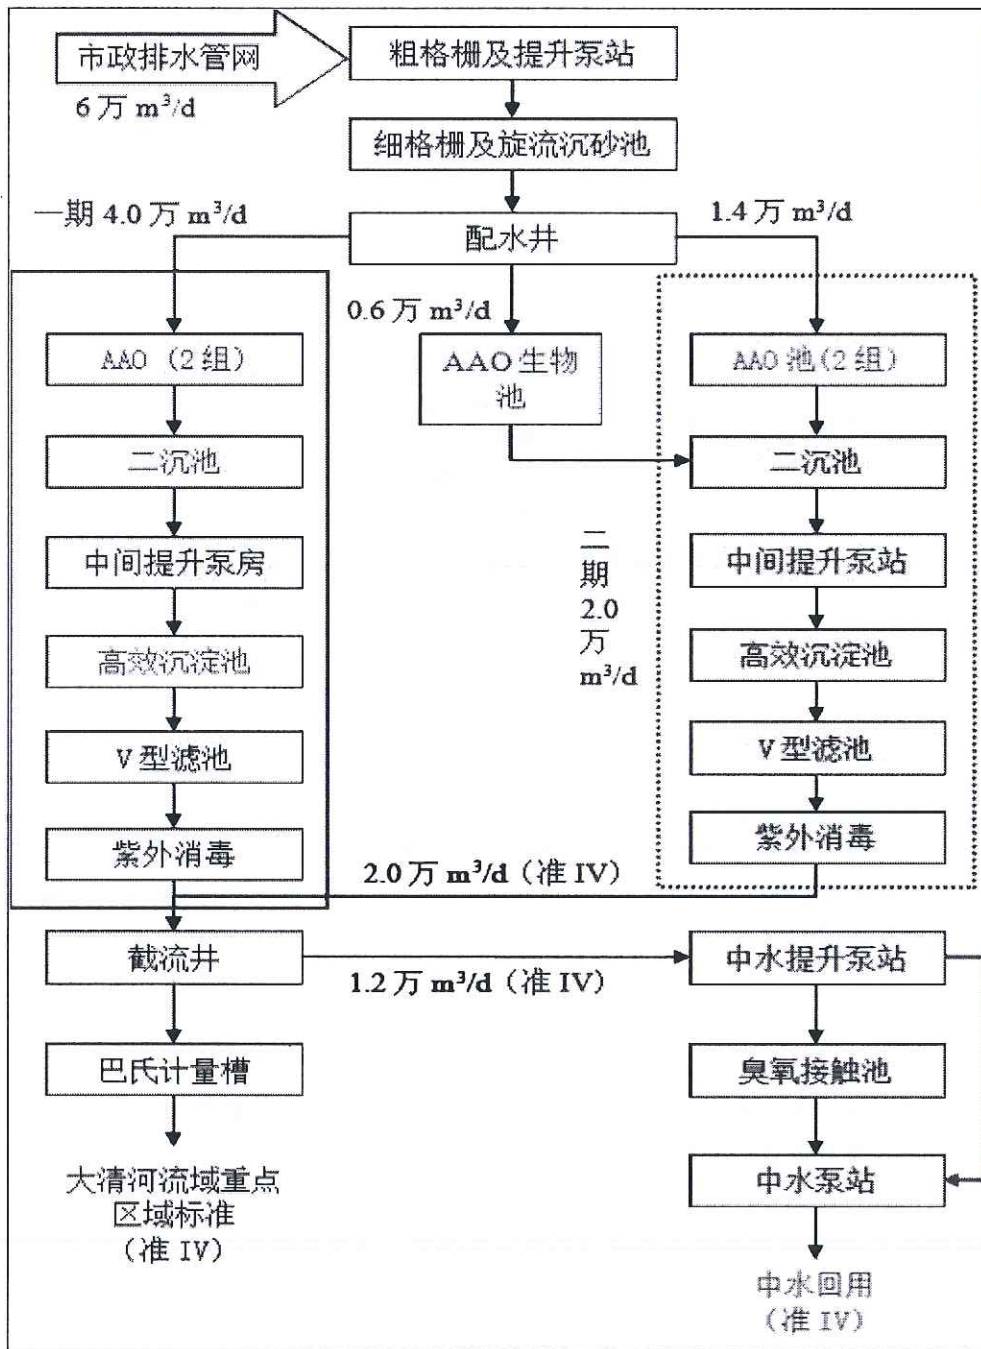 市政排水管网
6 万 m³/d
粗格栅及提升泵站
细格栅及旋流沉砂池
一期 4.0 万 m³/d
配水井
1.4 万 m³/d
0.6 万 m³/d
AAO（2 组）
二沉池
中间提升泵房
高效沉淀池
V 型滤池
紫外消毒
AAO 生物
池
AAO 池(2 组)
二沉池
中间提升泵站
高效沉淀池
V 型滤池
紫外消毒
二
期
2.0
万
m³/d
2.0 万 m³/d（准 IV）
截流井
1.2 万 m³/d（准 IV）
中水提升泵站
巴氏计量槽
臭氧接触池
大清河流域重点
区域标准
（准 IV）
中水泵站
中水回用
（准 IV）